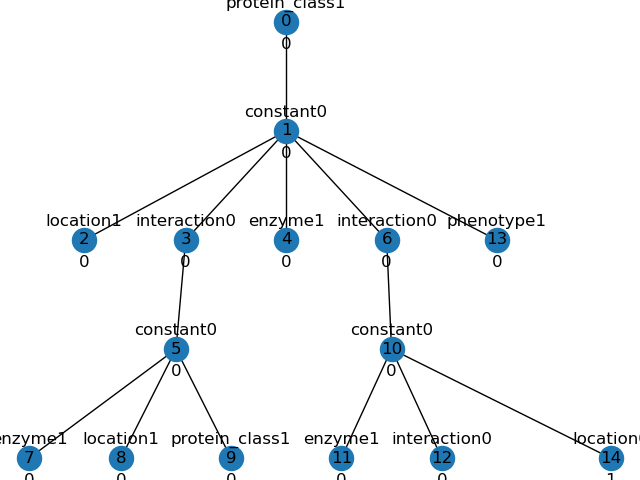 protein_class1
0
0
constant0
1
0
location1 interaction0 enzyme1 interaction0 phenotype1
2 3 4 6 13
0 0 0 0 0
constant0 constant0
5 10
0 0
enzyme1 location1 protein_class1 enzyme1 interaction0 location
7 8 9 11 12 14
0 0 0 0 0 1